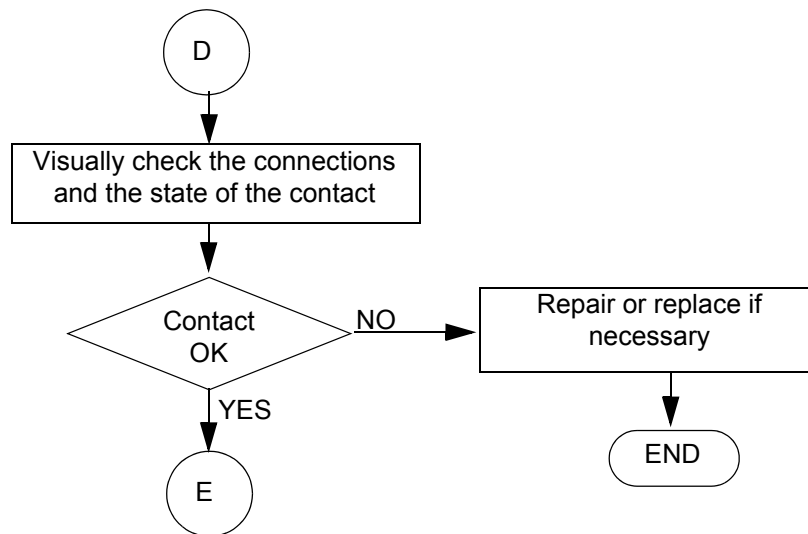 D
Visually check the connections
and the state of the contact
Contact
OK
NO
Repair or replace if
necessary
YES
END
E